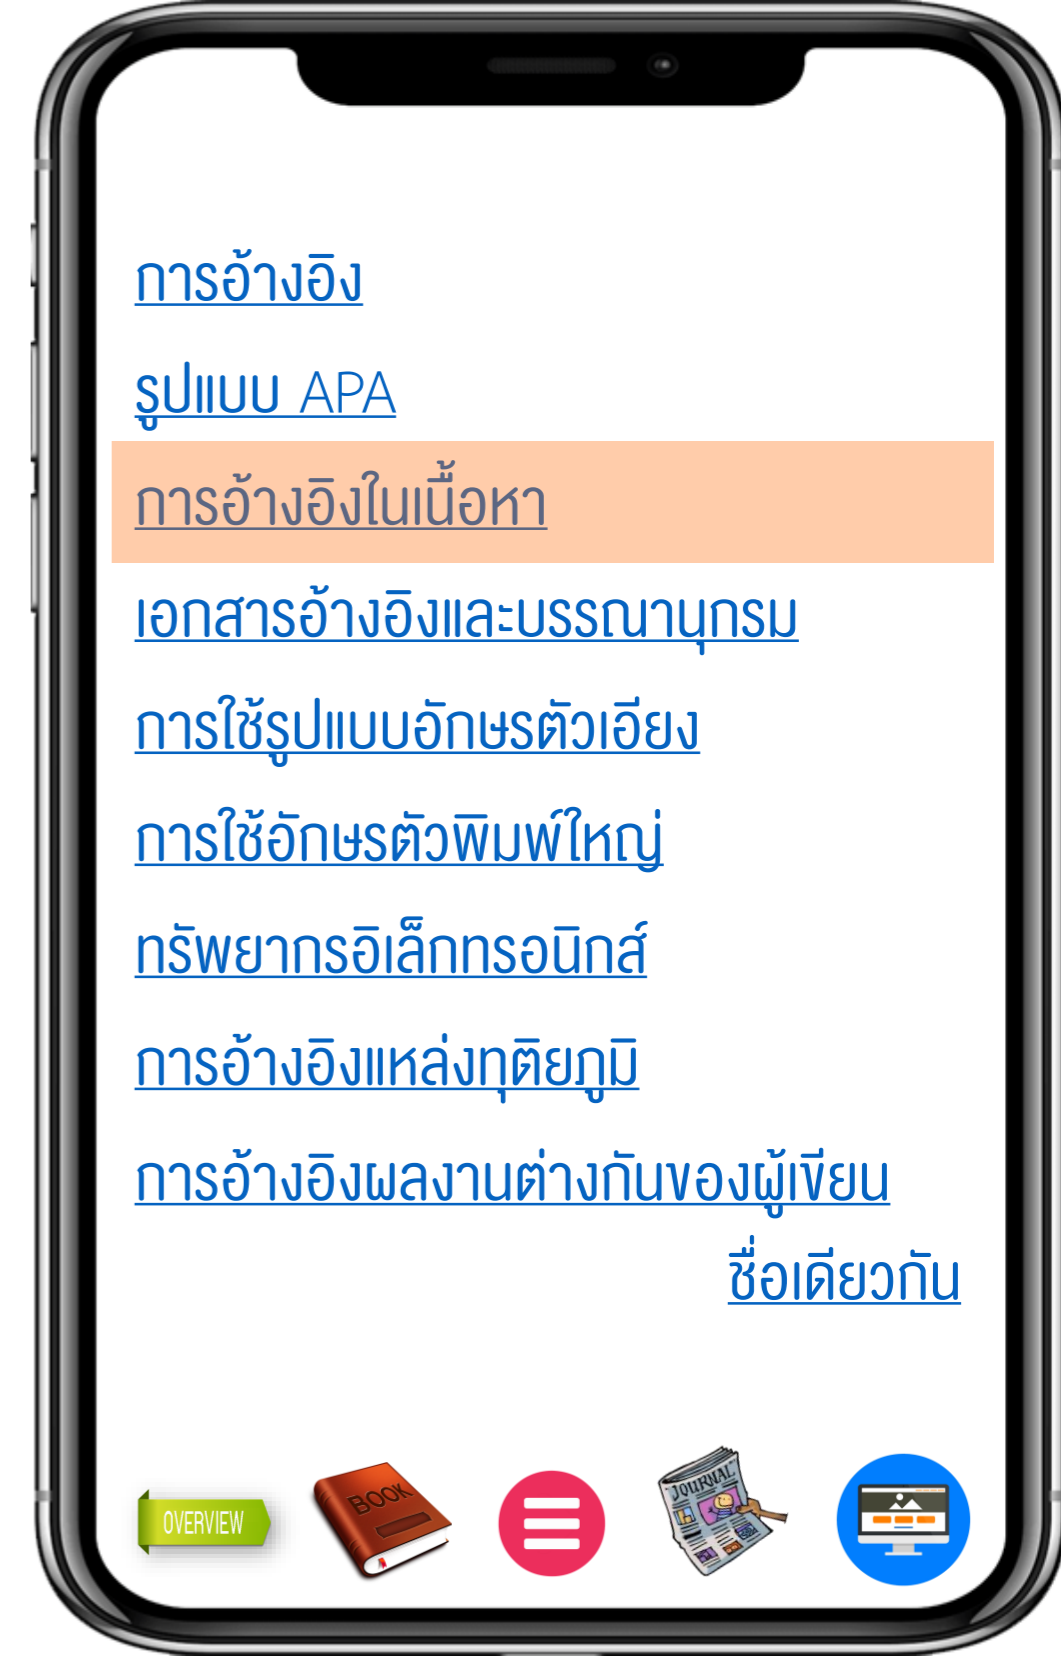 การอ้างอิง
รูปแบบ APA
การอ้างอิงในเนื้อหา
เอกสารอ้างอิงและบรรณานุกรม
การใช้รูปแบบอักษรตัวเอียง
การใช้อักษรตัวพิมพ์ใหญ่
ทรัพยากรอิเล็กทรอนิกส์
การอ้างอิงแหล่งทุติยภูมิ
การอ้างอิงผลงานต่างกันของผู้เขียน
ชื่อเดียวกัน
OVERVIEW
BOOK
JOURNAL